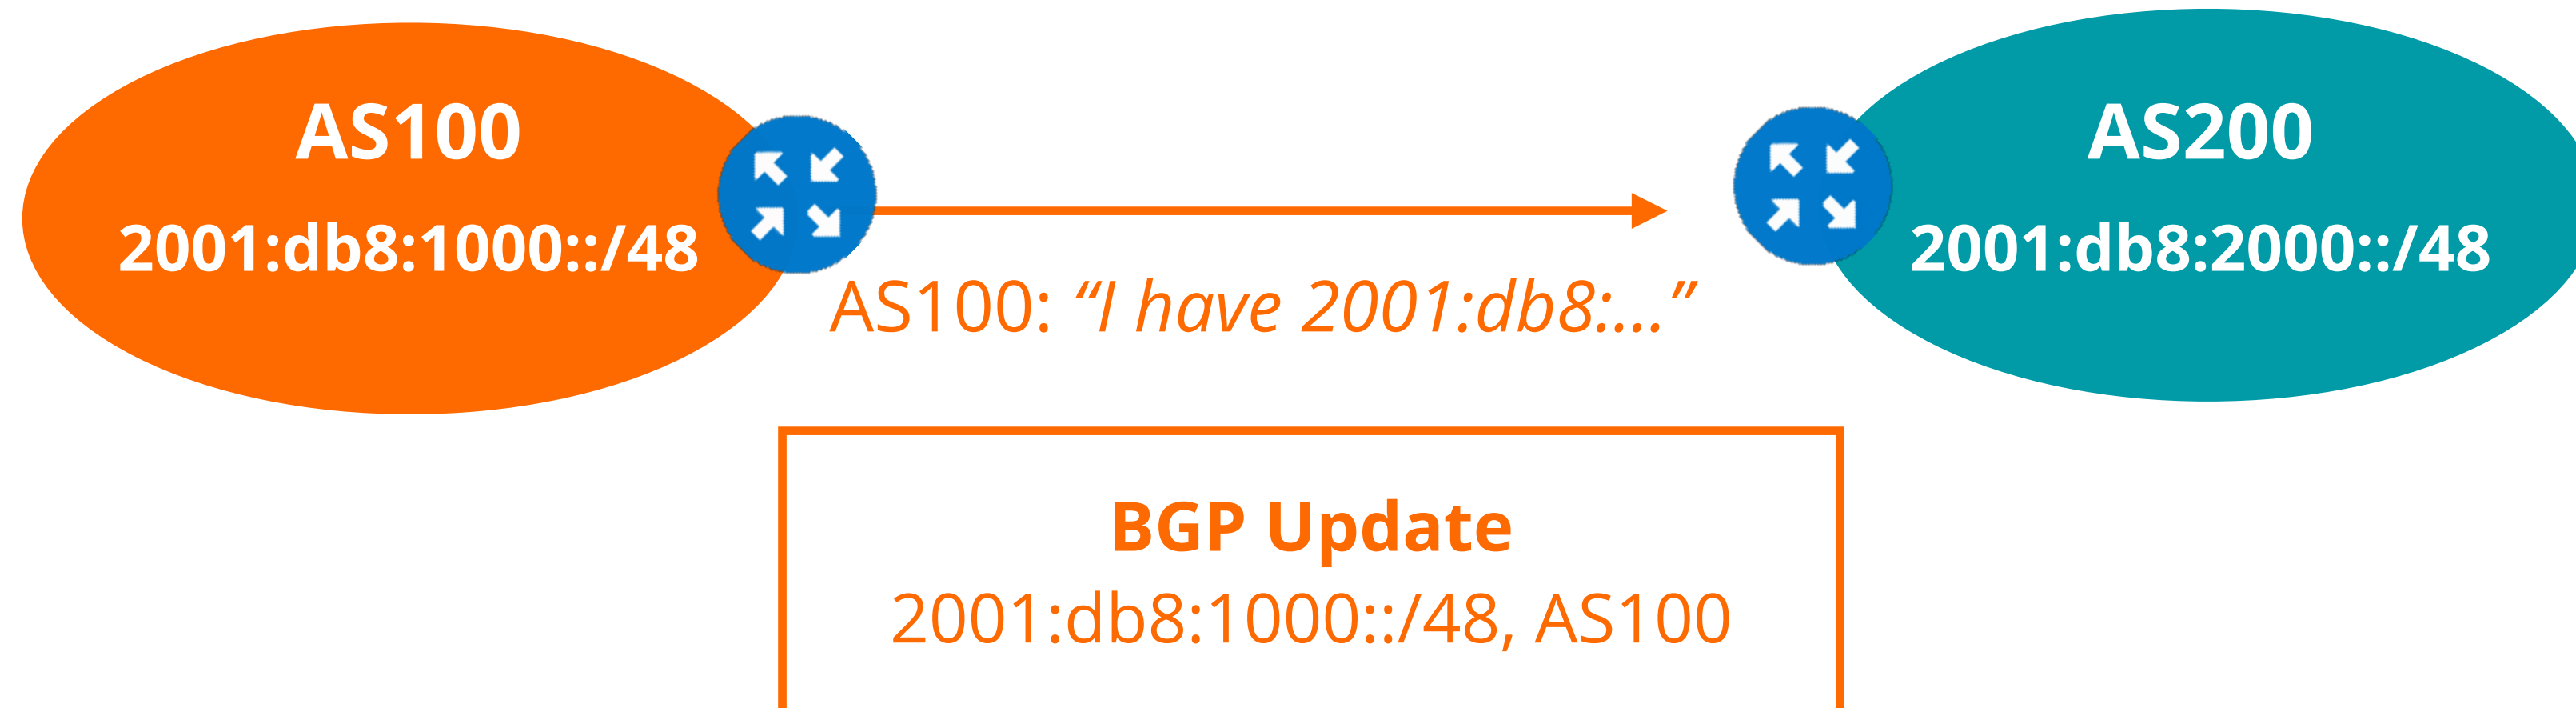 AS100
2001:db8:1000::/48
AS200
2001:db8:2000::/48
AS100: “I have 2001:db8:...”
BGP Update
2001:db8:1000::/48, AS100